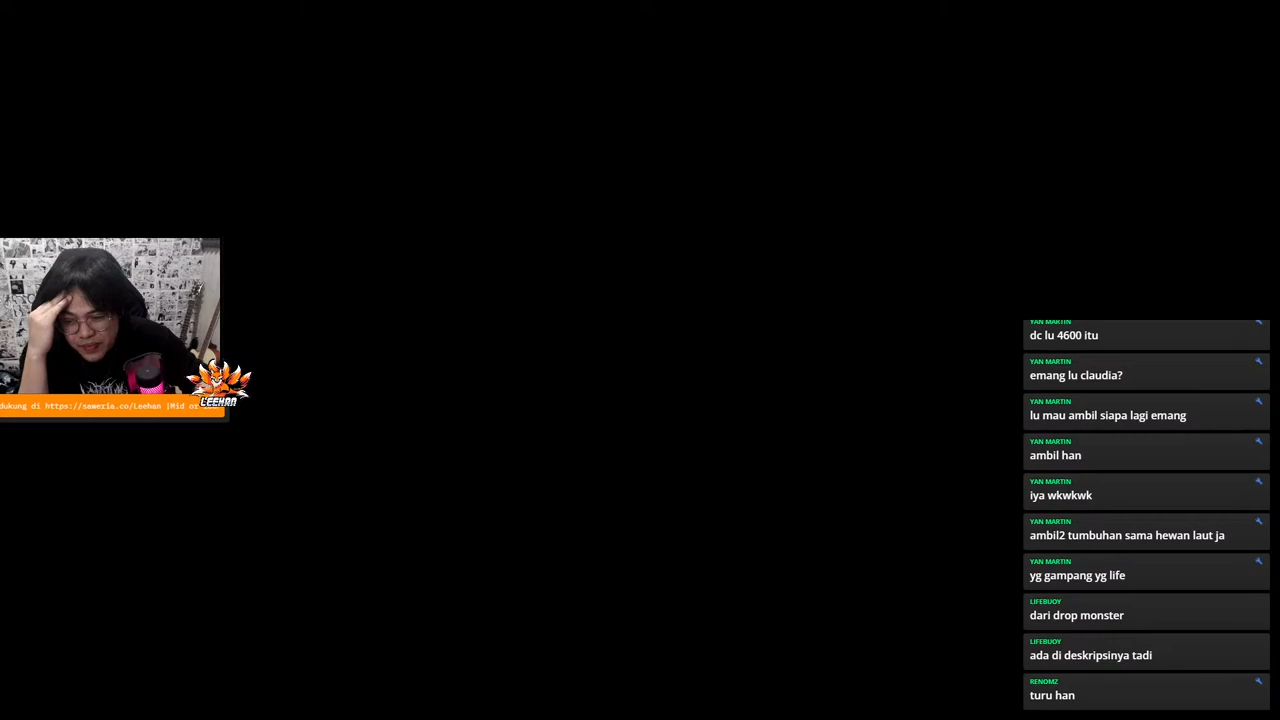 dukung di https://saweria.co/Leehan |Mid or
LEEHAN
YAN MARTIN
dc lu 4600 itu
YAN MARTIN
emang lu claudia?
YAN MARTIN
lu mau ambil siapa lagi emang
YAN MARTIN
ambil han
YAN MARTIN
iya wkwkwk
YAN MARTIN
ambil2 tumbuhan sama hewan laut ja
YAN MARTIN
yg gampang yg life
LIFEBUOY
dari drop monster
LIFEBUOY
ada di deskripsinya tadi
RENOMZ
turu han